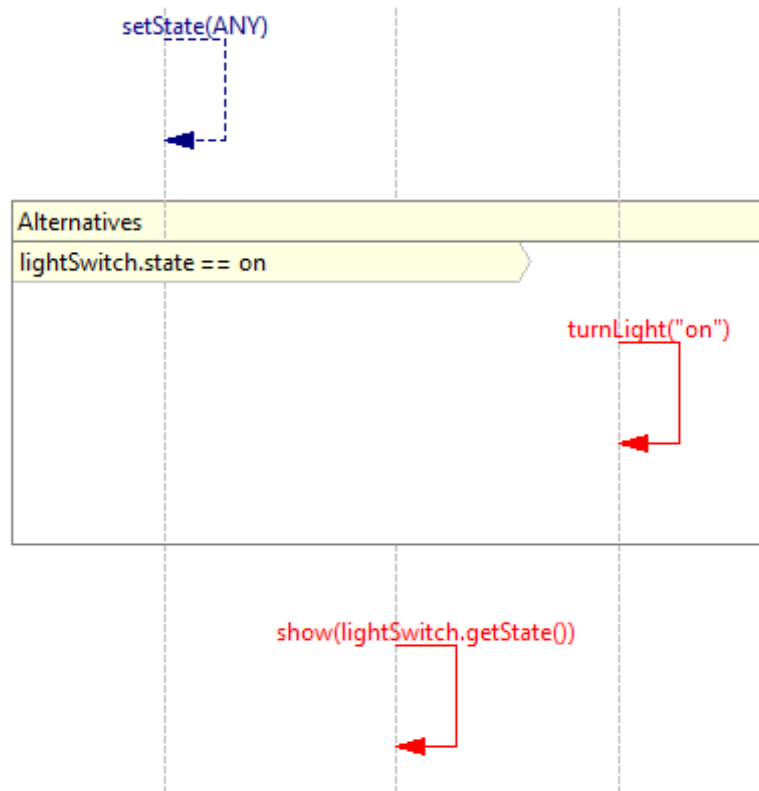 setState(ANY)
Alternatives
lightSwitch.state == on
turnLight("on")
show(lightSwitch.getState())